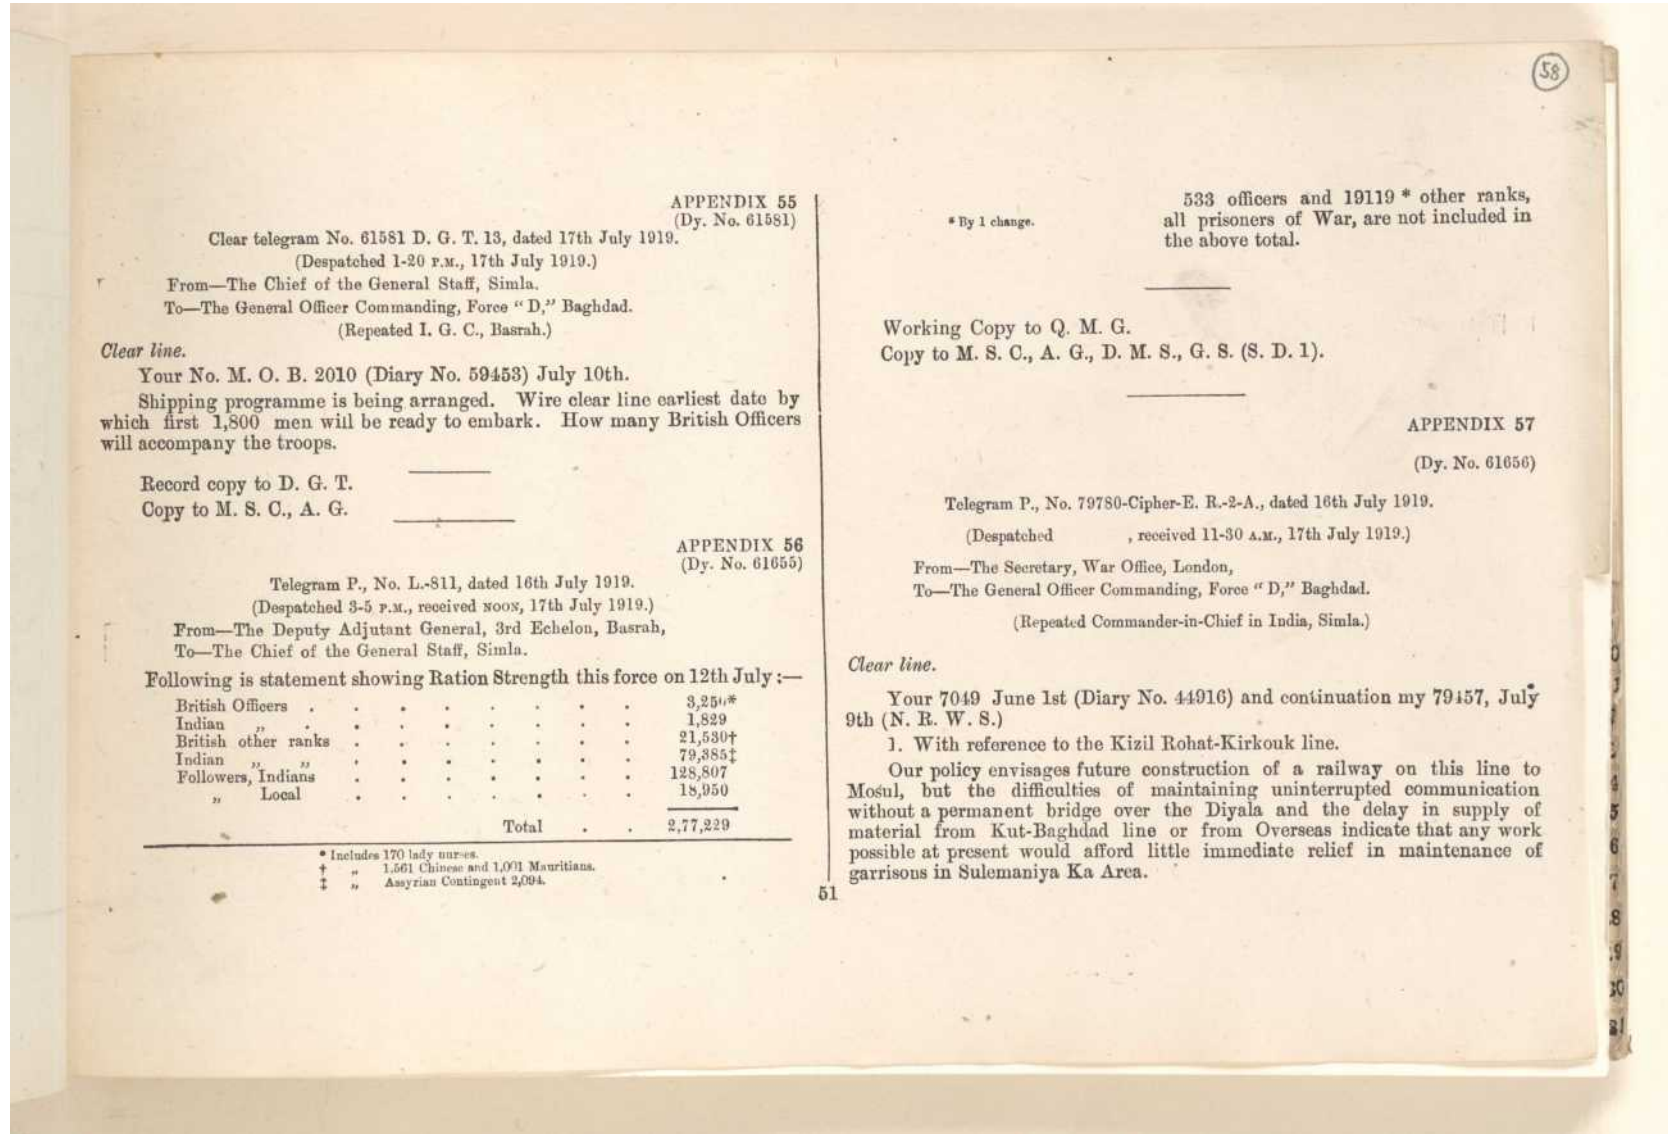 58
APPENDIX 55
(Dy. No. 61581)
Clear telegram No. 61581 D. G. T. 13, dated 17th July 1919.
(Despatched 1-20 P.M., 17th July 1919.)
From—The Chief of the General Staff, Simla.
To—The General Officer Commanding, Force "D," Baghdad.
(Repeated I. G. C., Basrah.)
Clear line.
Your No. M. O. B. 2010 (Diary No. 59453) July 10th.
Shipping programme is being arranged. Wire clear line earliest date by
which first 1,800 men will be ready to embark. How many British Officers
will accompany the troops.
Record copy to D. G. T.
Copy to M. S. C., A. G.
APPENDIX 56
(Dy. No. 61655)
Telegram P., No. L.-811, dated 16th July 1919.
(Despatched 3-5 P.M., received NOON, 17th July 1919.)
From—The Deputy Adjutant General, 3rd Echelon, Basrah,
To—The Chief of the General Staff, Simla.
Following is statement showing Ration Strength this force on 12th July :—
British Officers . . . . . . . .
Indian „ . . . . . . . . 1,829
British other ranks . . . . . . . 21,530†
Indian „ „ . . . . . . . 79,385‡
Followers, Indians . . . . . . . 128,807
„ Local . . . . . . . 18,950
Total . . 2,77,229
* Includes 170 lady nurses.
† „ 1,561 Chinese and 1,001 Mauritians.
‡ „ Assyrian Contingent 2,094.
51
* By 1 change.
533 officers and 19119 * other ranks,
all prisoners of War, are not included in
the above total.
Working Copy to Q. M. G.
Copy to M. S. C., A. G., D. M. S., G. S. (S. D. 1).
APPENDIX 57
(Dy. No. 61656)
Telegram P., No. 79780-Cipher-E. R.-2-A., dated 16th July 1919.
(Despatched , received 11-30 A.M., 17th July 1919.)
From—The Secretary, War Office, London,
To—The General Officer Commanding, Force "D," Baghdad.
(Repeated Commander-in-Chief in India, Simla.)
Clear line.
Your 7049 June 1st (Diary No. 44916) and continuation my 79457, July
9th (N. R. W. S.)
1. With reference to the Kizil Rohat-Kirkouk line.
Our policy envisages future construction of a railway on this line to
Mosul, but the difficulties of maintaining uninterrupted communication
without a permanent bridge over the Diyala and the delay in supply of
material from Kut-Baghdad line or from Overseas indicate that any work
possible at present would afford little immediate relief in maintenance of
garrisons in Sulemaniya Ka Area.
4
5
6
7
8
9
30
31